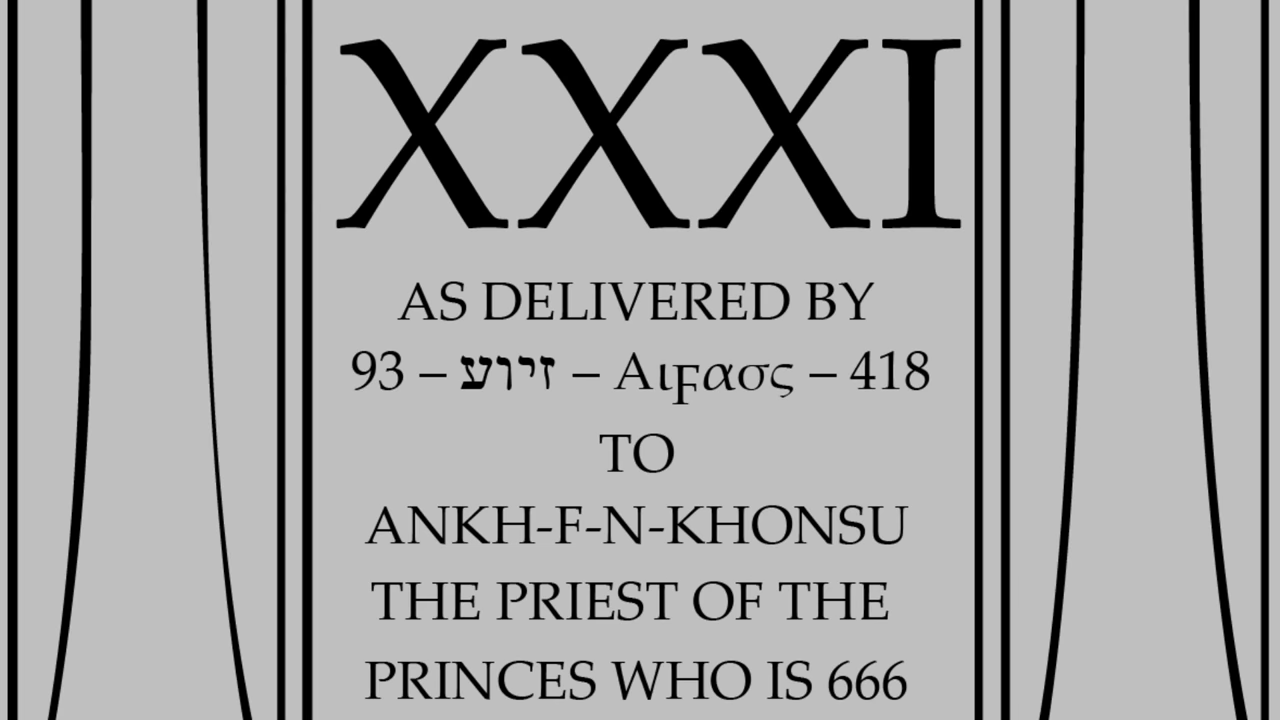 XXXI
AS DELIVERED BY
93 – זיוע – Αιϝασς – 418
TO
ANKH-F-N-KHONSU
THE PRIEST OF THE
PRINCES WHO IS 666